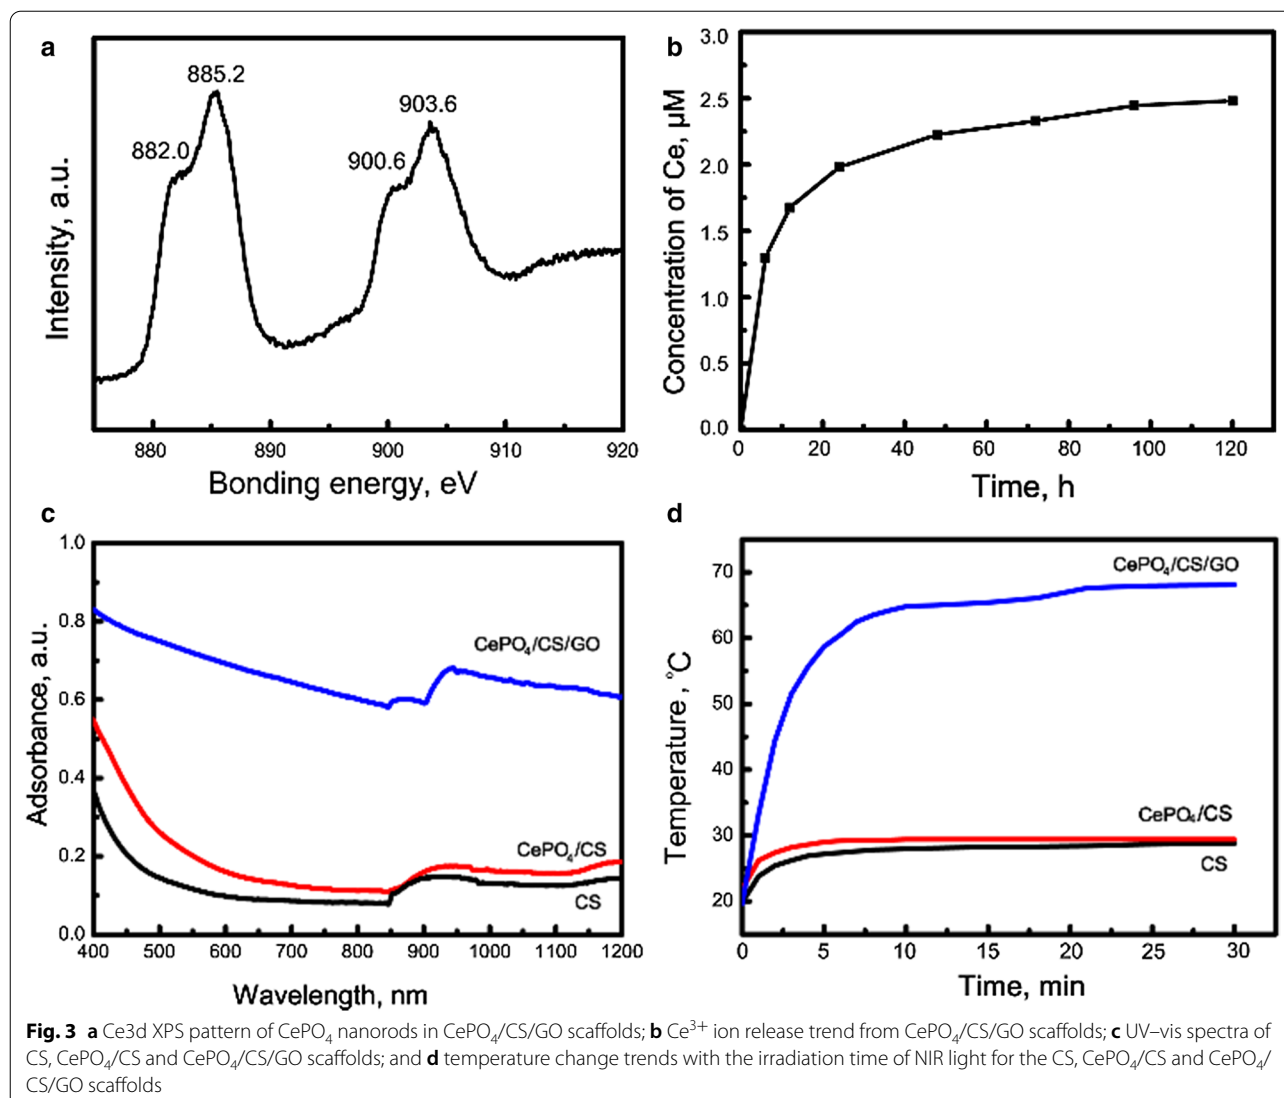 a
885.2
882.0
903.6
900.6
Intensity, a.u.
880 890 900 910 920
Bonding energy, eV
b
3.0
2.5
2.0
1.5
1.0
0.5
0.0
Concentration of Ce, µM
0 20 40 60 80 100 120
Time, h
c
1.0
0.8
0.6
0.4
0.2
0.0
Adsorbance, a.u.
CePO₄/CS/GO
CePO₄/CS
CS
400 500 600 700 800 900 1000 1100 1200
Wavelength, nm
d
70
60
50
40
30
20
Temperature, °C
CePO₄/CS/GO
CePO₄/CS
CS
0 5 10 15 20 25 30
Time, min
Fig. 3 a Ce3d XPS pattern of CePO₄ nanorods in CePO₄/CS/GO scaffolds; b Ce³⁺ ion release trend from CePO₄/CS/GO scaffolds; c UV–vis spectra of
CS, CePO₄/CS and CePO₄/CS/GO scaffolds; and d temperature change trends with the irradiation time of NIR light for the CS, CePO₄/CS and CePO₄/
CS/GO scaffolds